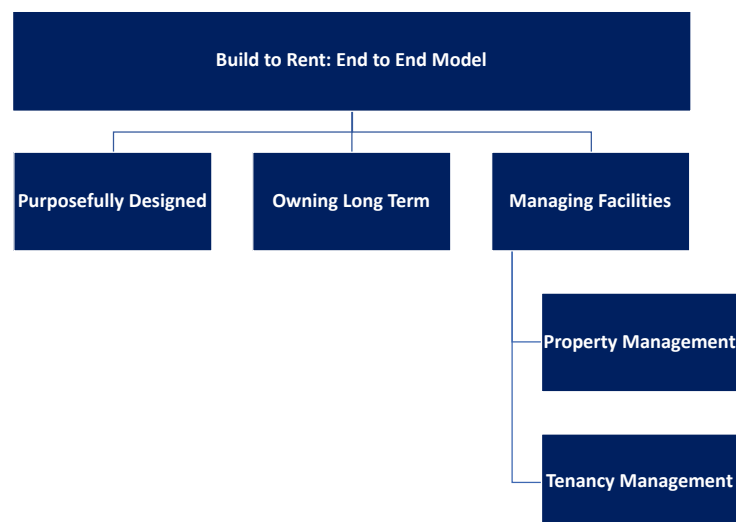 Build to Rent: End to End Model
Purposefully Designed
Owning Long Term
Managing Facilities
Property Management
Tenancy Management